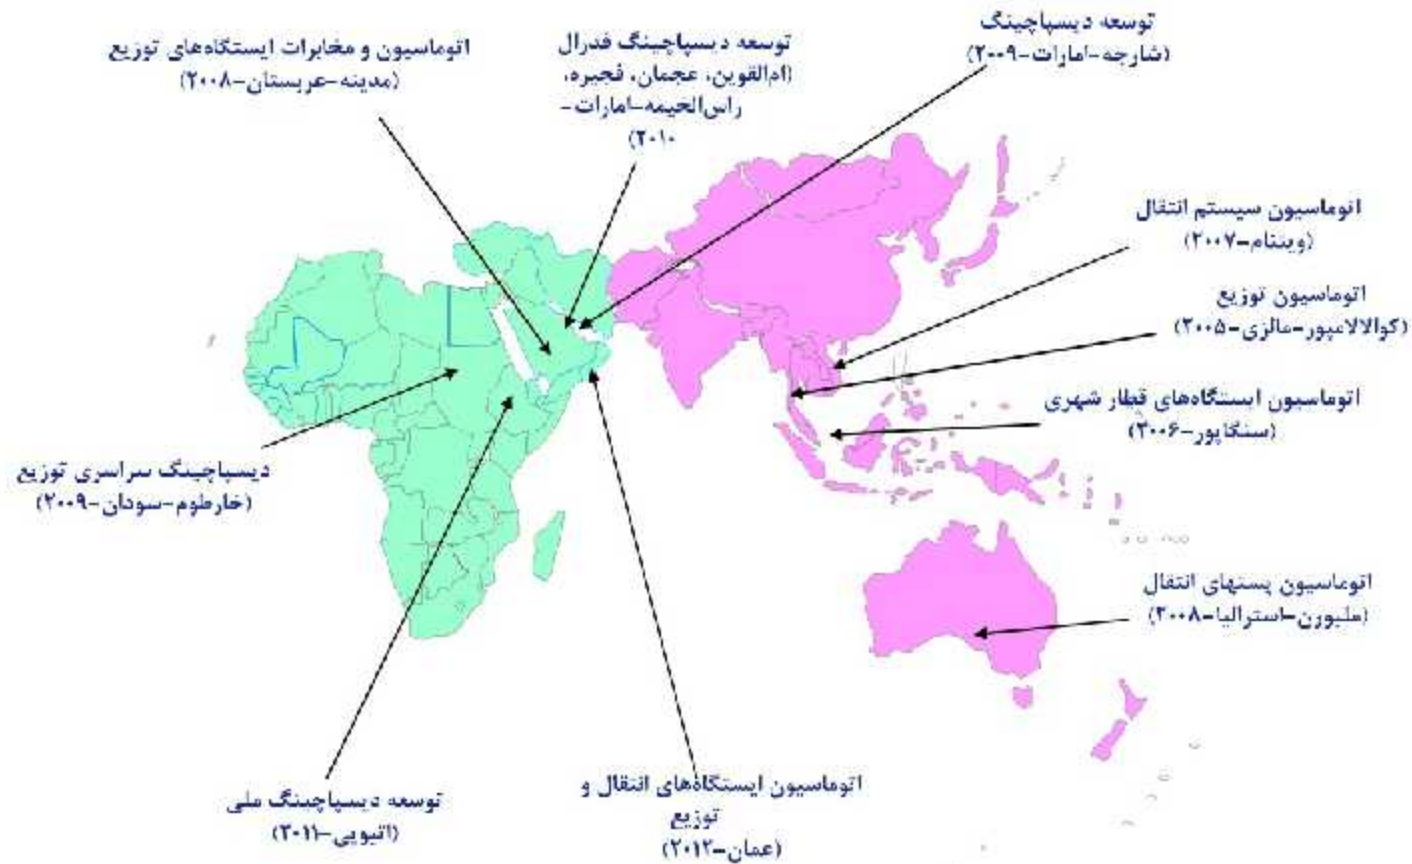 توسعه دیسپاچینگ
(شارجه-امارات-۲۰۰۹)
توسعه دیسپاچینگ فدرال
(ام‌القوین، عجمان، فجیره،
راس‌الخیمه-امارات-
۲۰۱۰)
اتوماسیون و مخابرات ایستگاه‌های توزیع
(مدینه-عربستان-۲۰۰۸)
اتوماسیون سیستم انتقال
(ویتنام-۲۰۰۷)
اتوماسیون توزیع
(کوالالامپور-مالزی-۲۰۰۵)
اتوماسیون ایستگاه‌های قطار شهری
(سنگاپور-۲۰۰۶)
دیسپاچینگ سراسری توزیع
(خارطوم-سودان-۲۰۰۹)
اتوماسیون پستهای انتقال
(ملبورن-استرالیا-۲۰۰۸)
اتوماسیون ایستگاه‌های انتقال و
توزیع
(عمان-۲۰۱۲)
توسعه دیسپاچینگ ملی
(اتیوپی-۲۰۱۱)